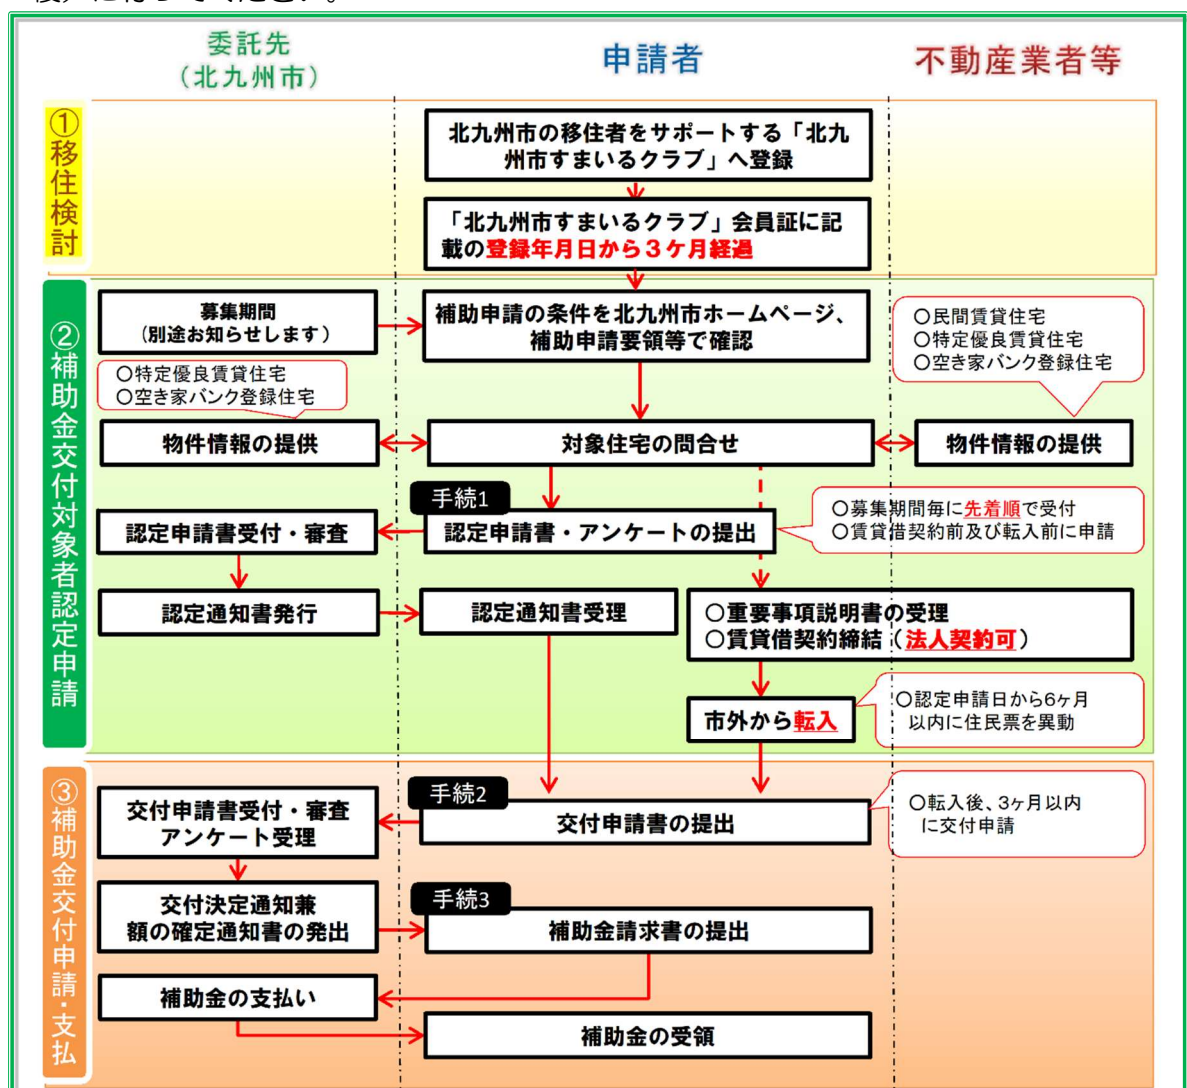 委託先
（北九州市）
申請者
不動産業者等
①移住検討
北九州市の移住者をサポートする「北九
州市すまいるクラブ」へ登録
「北九州市すまいるクラブ」会員証に記
載の登録年月日から３ケ月経過
②補助金交付対象者認定申請
募集期間
（別途お知らせします）
補助申請の条件を北九州市ホームページ、
補助申請要領等で確認
〇民間賃貸住宅
〇特定優良賃貸住宅
〇空き家バンク登録住宅
〇特定優良賃貸住宅
〇空き家バンク登録住宅
物件情報の提供
対象住宅の問合せ
物件情報の提供
手続1
認定申請書受付・審査
認定申請書・アンケートの提出
〇募集期間毎に先着順で受付
〇賃貸借契約前及び転入前に申請
認定通知書発行
認定通知書受理
〇重要事項説明書の受理
〇賃貸借契約締結（法人契約可）
市外から転入
〇認定申請日から6ヶ月
以内に住民票を異動
③補助金交付申請・支払
手続2
交付申請書受付・審査
アンケート受理
交付申請書の提出
〇転入後、3ヶ月以内
に交付申請
手続3
交付決定通知兼
額の確定通知書の発出
補助金請求書の提出
補助金の支払い
補助金の受領